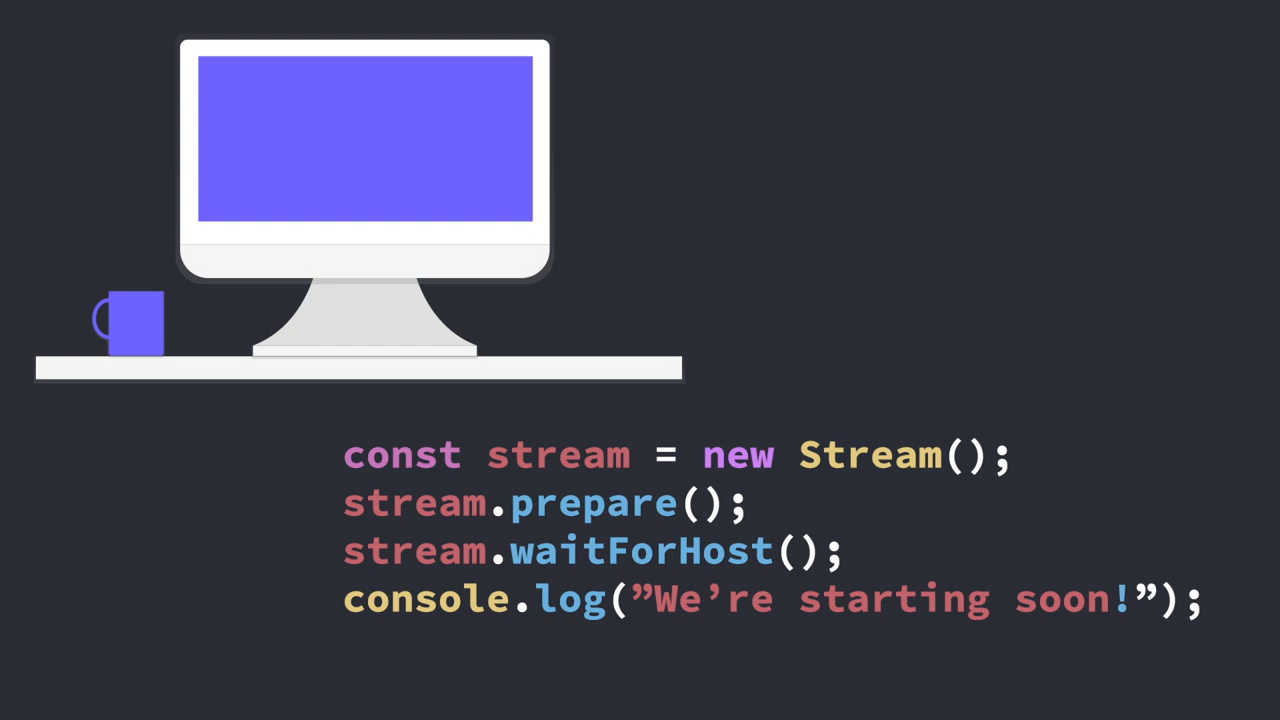 const stream = new Stream();
stream.prepare();
stream.waitForHost();
console.log(”We’re starting soon!”);